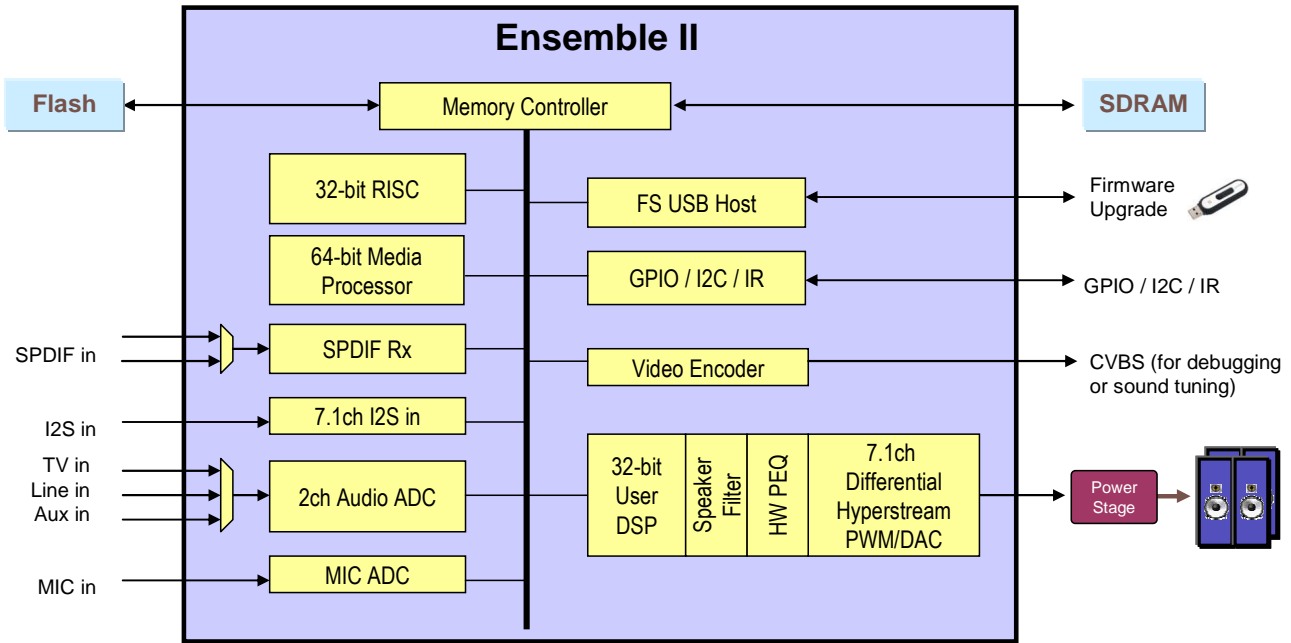 Ensemble II
Flash
Memory Controller
SDRAM
32-bit RISC
FS USB Host
Firmware
Upgrade
64-bit Media
Processor
GPIO / I2C / IR
GPIO / I2C / IR
SPDIF in
SPDIF Rx
Video Encoder
CVBS (for debugging
or sound tuning)
I2S in
7.1ch I2S in
TV in
Line in
Aux in
2ch Audio ADC
32-bit
User
DSP
Speaker
Filter
HW PEQ
7.1ch
Differential
Hyperstream
PWM/DAC
Power
Stage
MIC in
MIC ADC